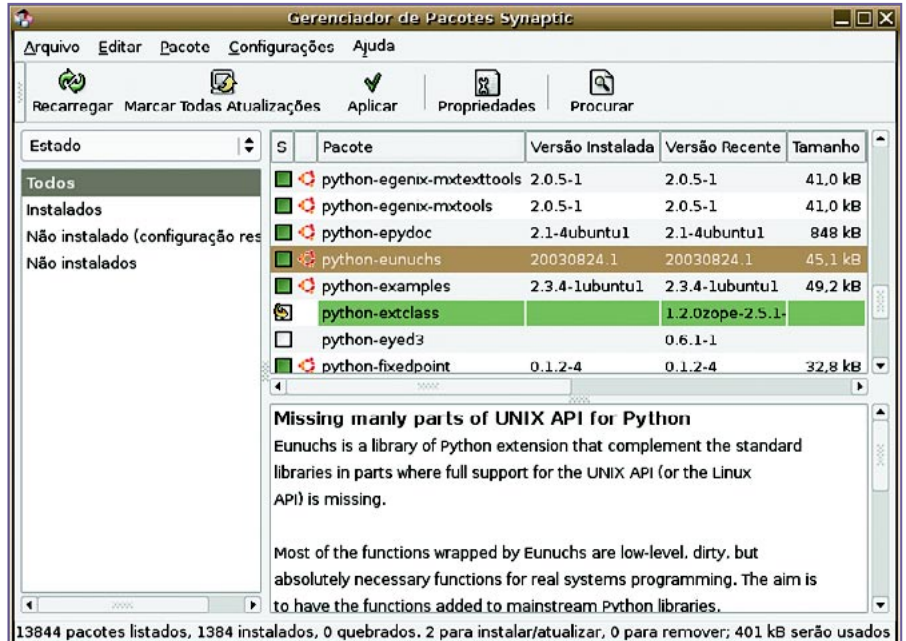 Gerenciador de Pacotes Synaptic
Arquivo Editar Pacote Configurações Ajuda
Recarregar Marcar Todas Atualizações Aplicar Propriedades Procurar
Estado
Todos
Instalados
Não instalado (configuração res
Não instalados
S Pacote Versão Instalada Versão Recente Tamanho
python-egenix-mxtexttools 2.0.5-1 2.0.5-1 41,0 kB
python-egenix-mxtools 2.0.5-1 2.0.5-1 41,0 kB
python-epydoc 2.1-4ubuntu1 2.1-4ubuntu1 848 kB
python-eunuchs 20030824.1 20030824.1 45,1 kB
python-examples 2.3.4-1ubuntu1 2.3.4-1ubuntu1 49,2 kB
python-extclass 1.2.0zope-2.5.1-
python-eyed3 0.6.1-1
python-fixedpoint 0.1.2-4 0.1.2-4 32,8 kB
Missing manly parts of UNIX API for Python
Eunuchs is a library of Python extension that complement the standard
libraries in parts where full support for the UNIX API (or the Linux
API) is missing.
Most of the functions wrapped by Eunuchs are low-level, dirty, but
absolutely necessary functions for real systems programming. The aim is
to have the functions added to mainstream Python libraries.
13844 pacotes listados, 1384 instalados, 0 quebrados. 2 para instalar/atualizar, 0 para remover; 401 kB serão usados